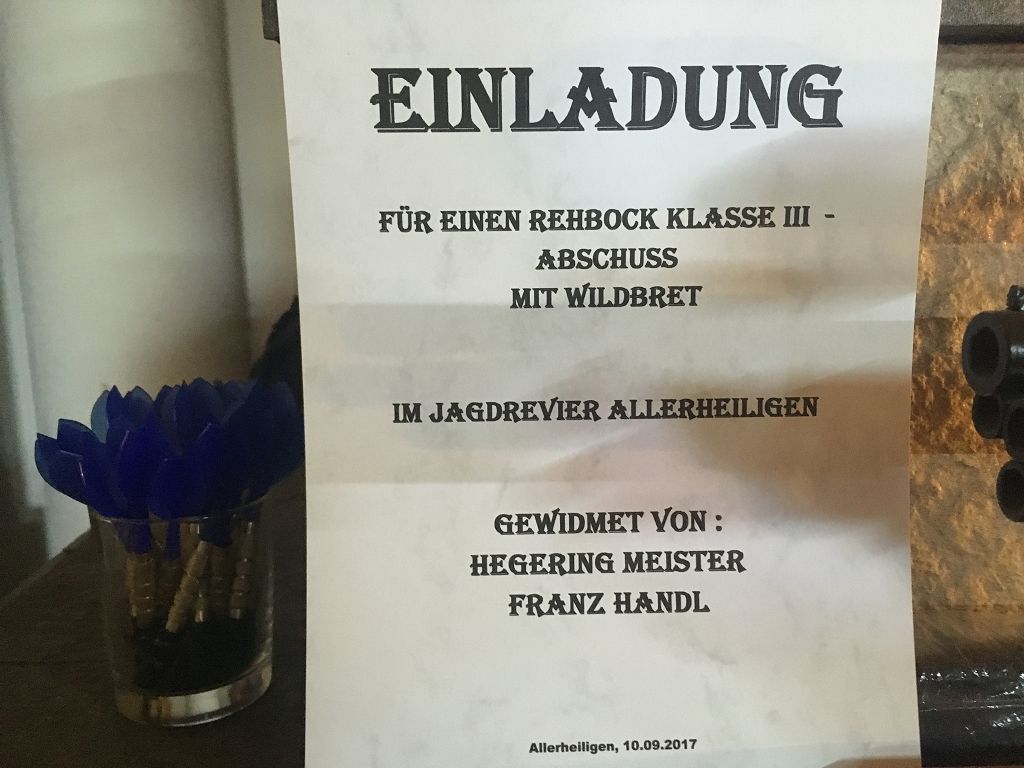 EINLADUNG
FÜR EINEN REHBOCK KLASSE III -
ABSCHUSS
MIT WILDBRET
IM JAGDREVIER ALLERHEILIGEN
GEWIDMET VON :
HEGERING MEISTER
FRANZ HANDL
Allerheiligen, 10.09.2017